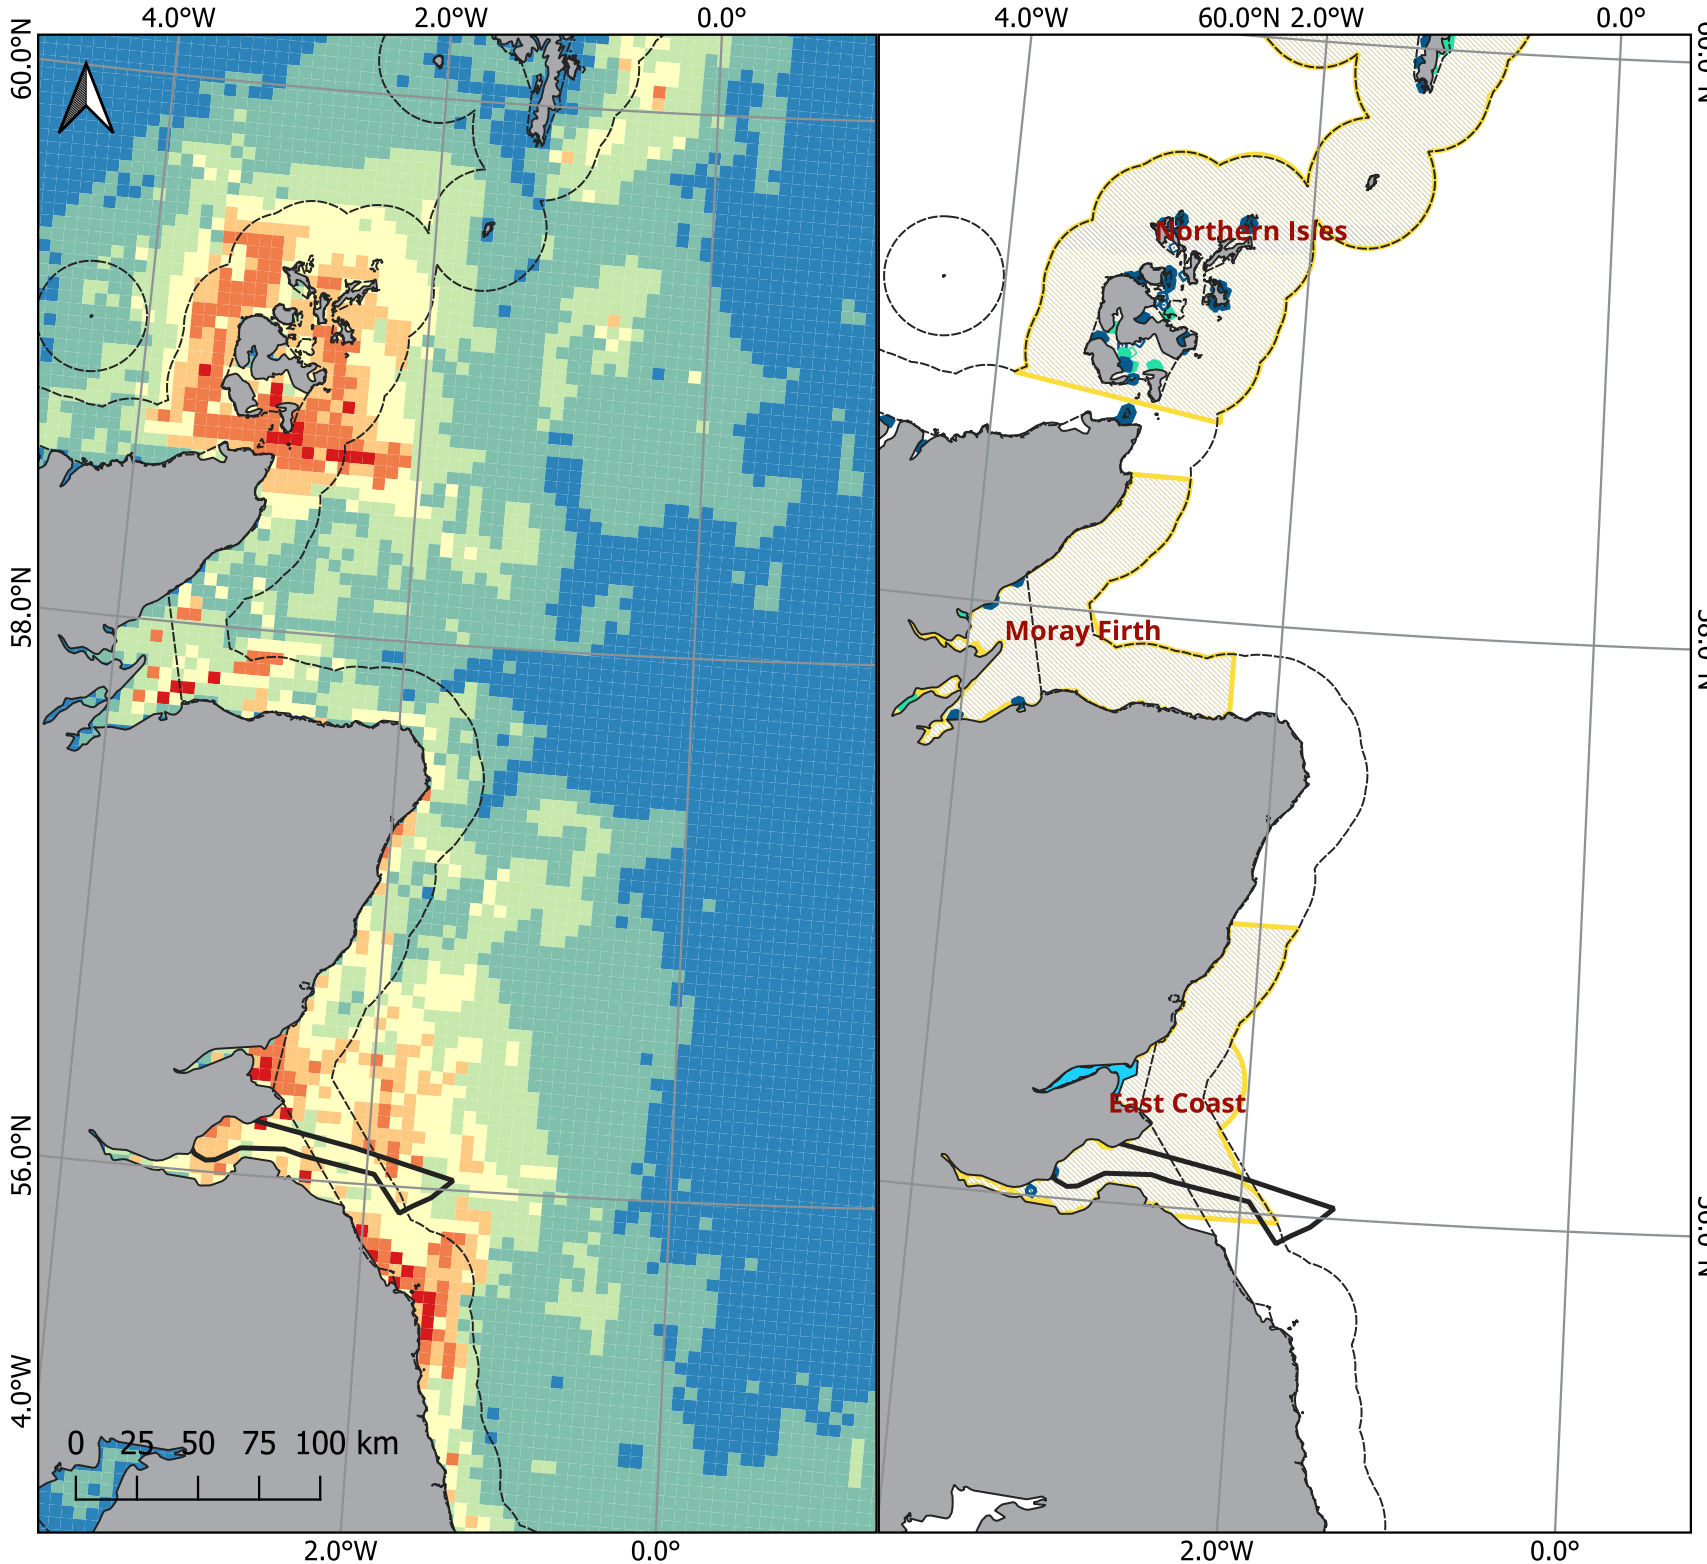 4.0°W 2.0°W 0.0° 4.0°W 60.0°N 2.0°W 0.0°
60.0°N
Northern Isles
58.0°N
Moray Firth
56.0°N
East Coast
4.0°W
0 25 50 75 100 km
2.0°W 0.0° 2.0°W 0.0°